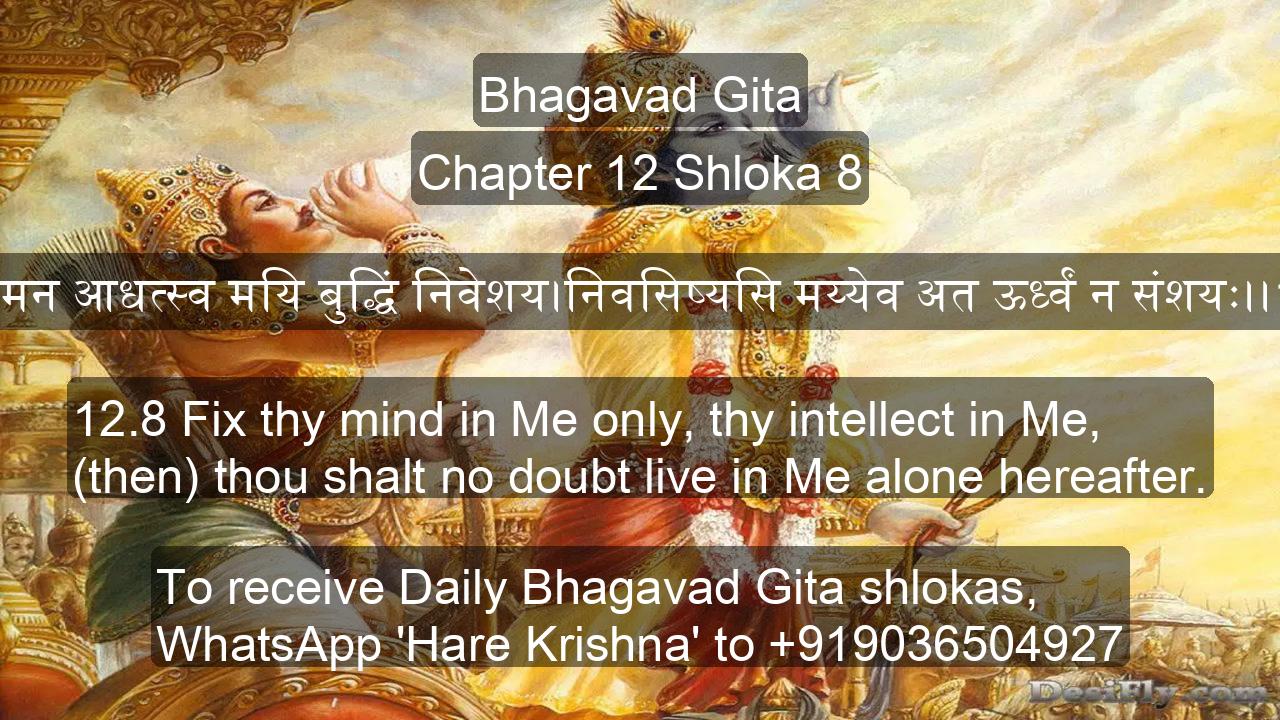 Bhagavad Gita
Chapter 12 Shloka 8
मन आधत्स्व मयि बुद्धिं निवेशय।निवसिष्यसि मय्येव अत ऊर्ध्वं न संशयः।।
12.8 Fix thy mind in Me only, thy intellect in Me,
(then) thou shalt no doubt live in Me alone hereafter.
To receive Daily Bhagavad Gita shlokas,
WhatsApp 'Hare Krishna' to +919036504927
DesiFly.com